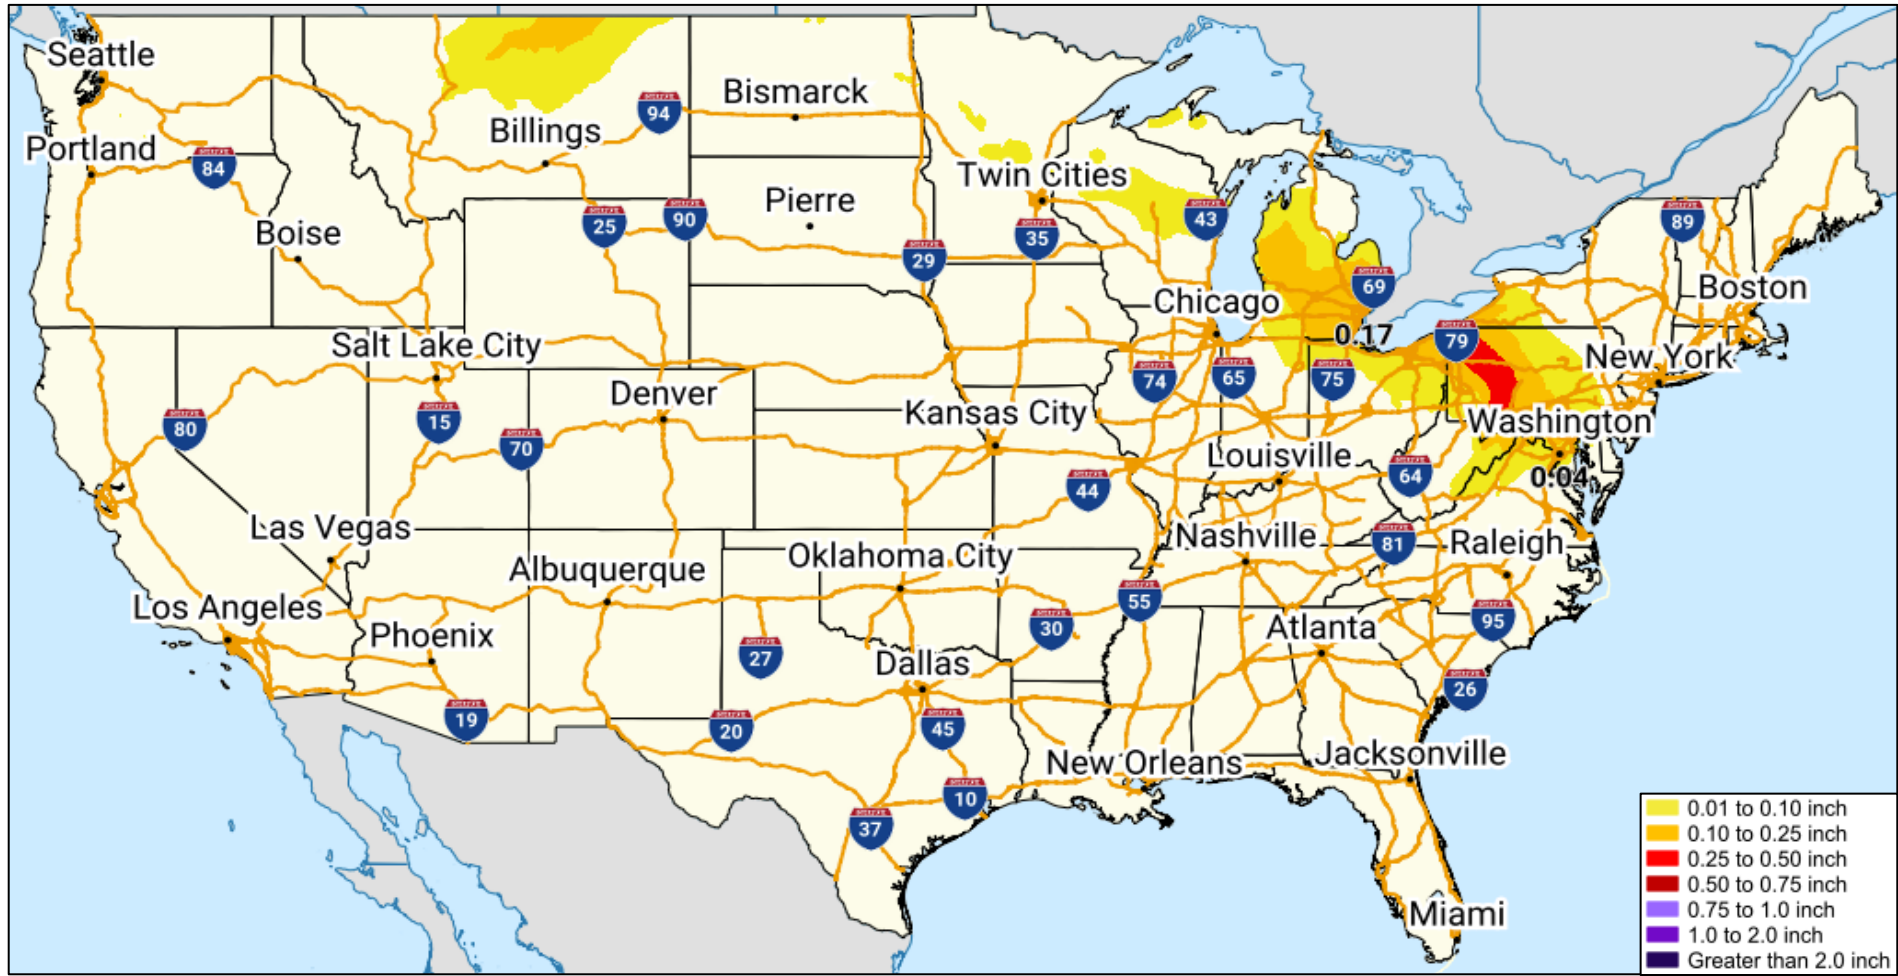 Seattle
Bismarck
94
Billings
Portland
84
Twin Cities
Pierre
25
90
43
89
Boise
35
29
69
Boston
Chicago
0.17
79
Salt Lake City
New York
Denver
74
65
75
15
Kansas City
Washington
80
70
Louisville
64
0.04
44
Las Vegas
Nashville
81
Raleigh
Oklahoma City
Albuquerque
55
Los Angeles
30
95
Phoenix
Atlanta
27
Dallas
26
19
20
45
New Orleans
Jacksonville
10
37
Miami
0.01 to 0.10 inch
0.10 to 0.25 inch
0.25 to 0.50 inch
0.50 to 0.75 inch
0.75 to 1.0 inch
1.0 to 2.0 inch
Greater than 2.0 inch